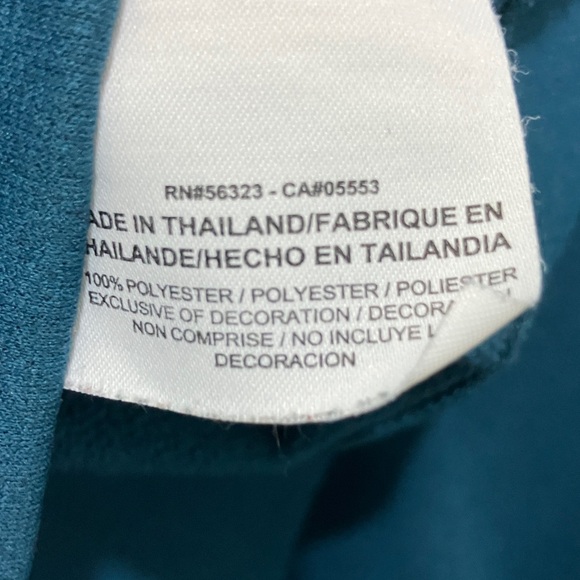 RN#56323 - CA#05553
ADE IN THAILAND/FABRIQUE EN
HAILANDE/HECHO EN TAILANDIA
100% POLYESTER / POLYESTER / POLIESTER
EXCLUSIVE OF DECORATION / DECORA
NON COMPRISE / NO INCLUYE L
DECORACION